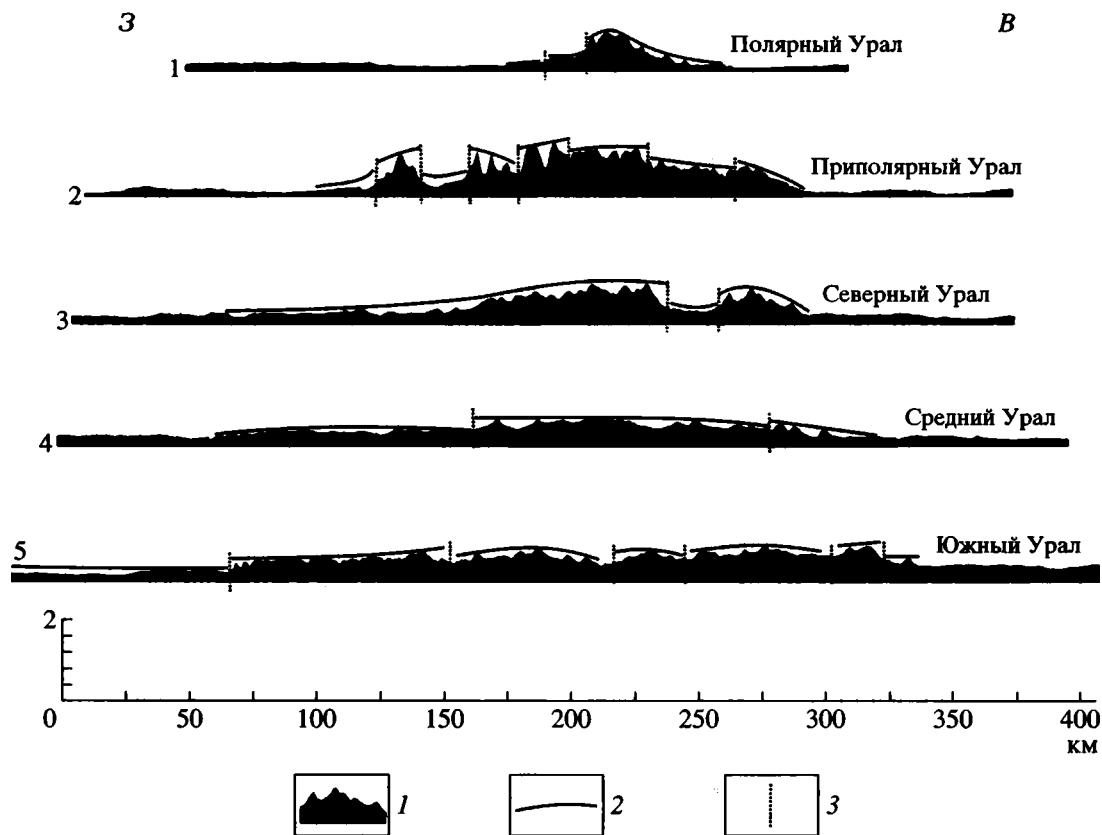 З В
Полярный Урал
1
Приполярный Урал
2
Северный Урал
3
Средний Урал
4
5
Южный Урал
2
0 50 100 150 200 250 300 350 400
км
1 2 3